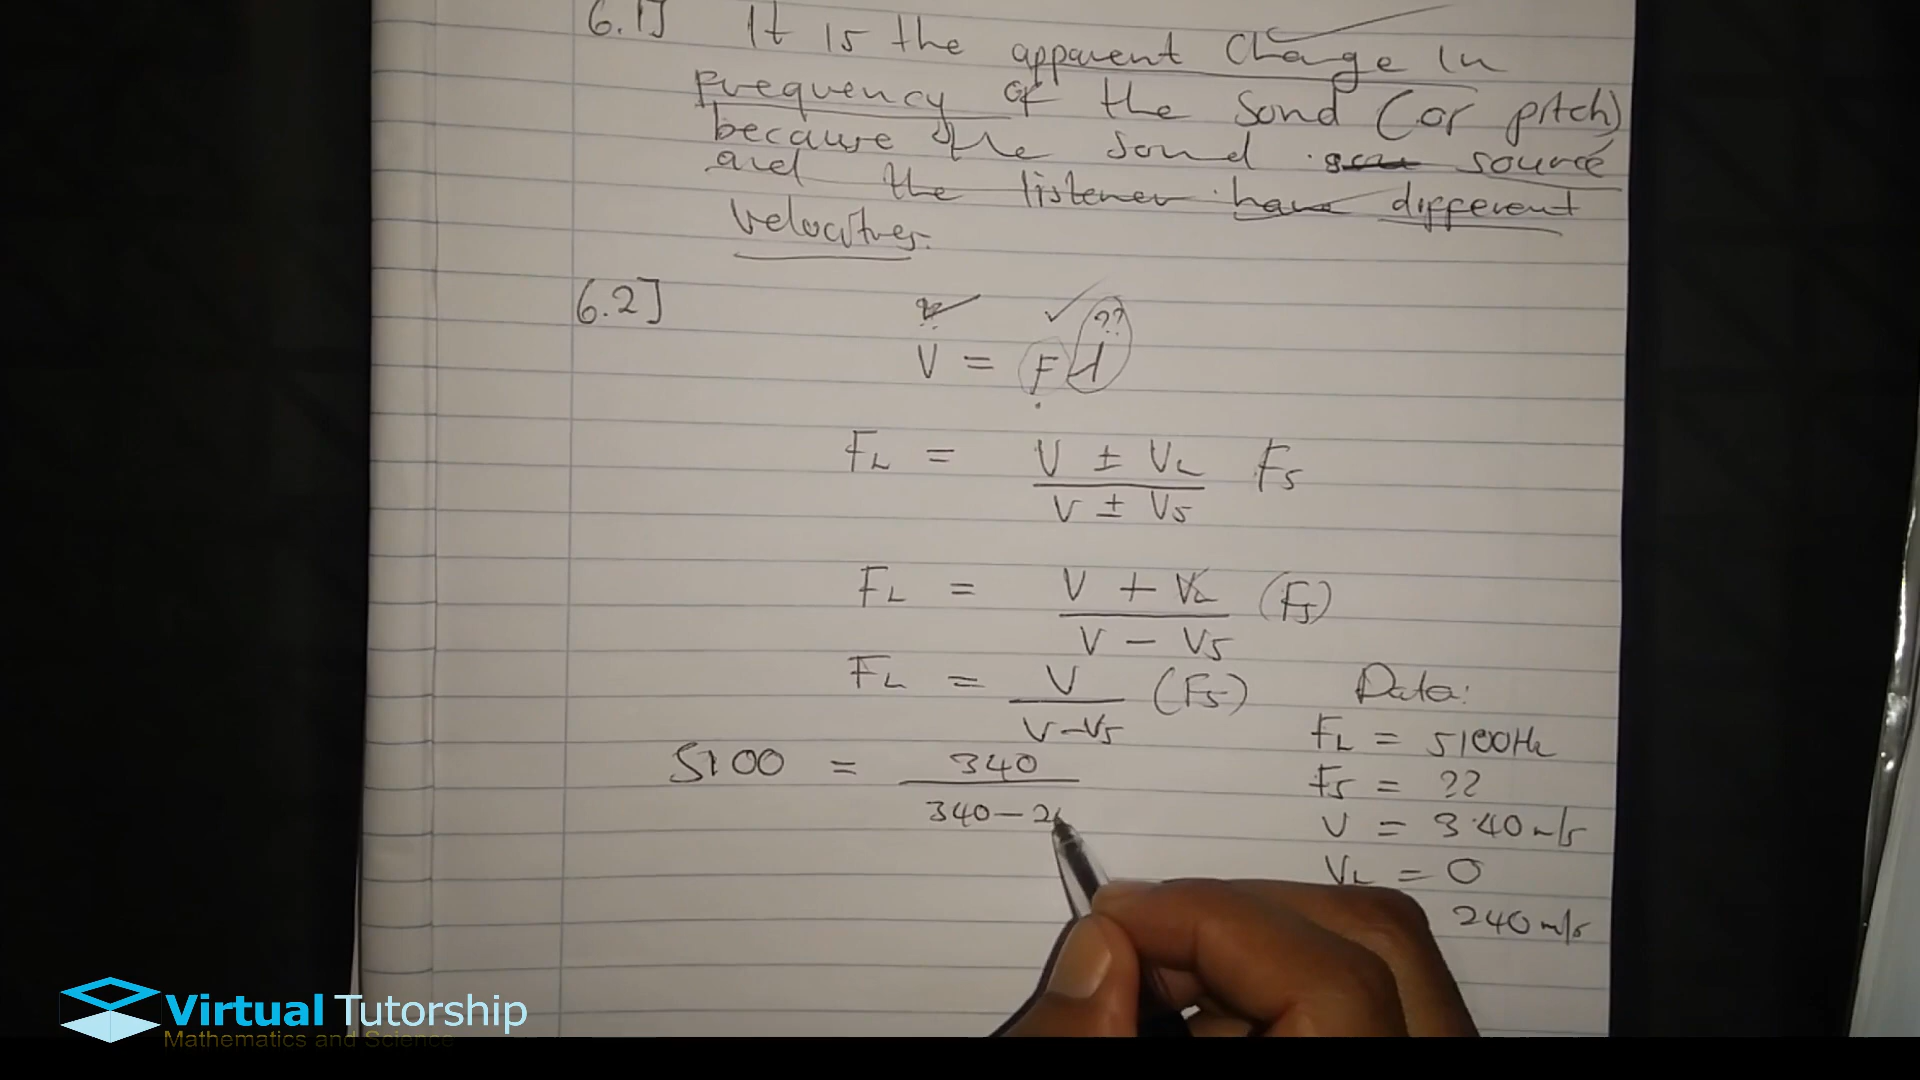 6.1] It is the apparent change in
frequency of the Sond (or pitch)
because the sond source
and the listener have different
velocities.
6.2]
??
V = F λ
FL = V ± VL / V ± VS FS
FL = V + VL / V - VS (FS)
FL = V / V-VS (FS)
Data:
FL = 5100Hz
5100 = 340 / 340-2
FS = ??
V = 340 m/s
VL = 0
240 m/s
Virtual Tutorship
Mathematics and Science